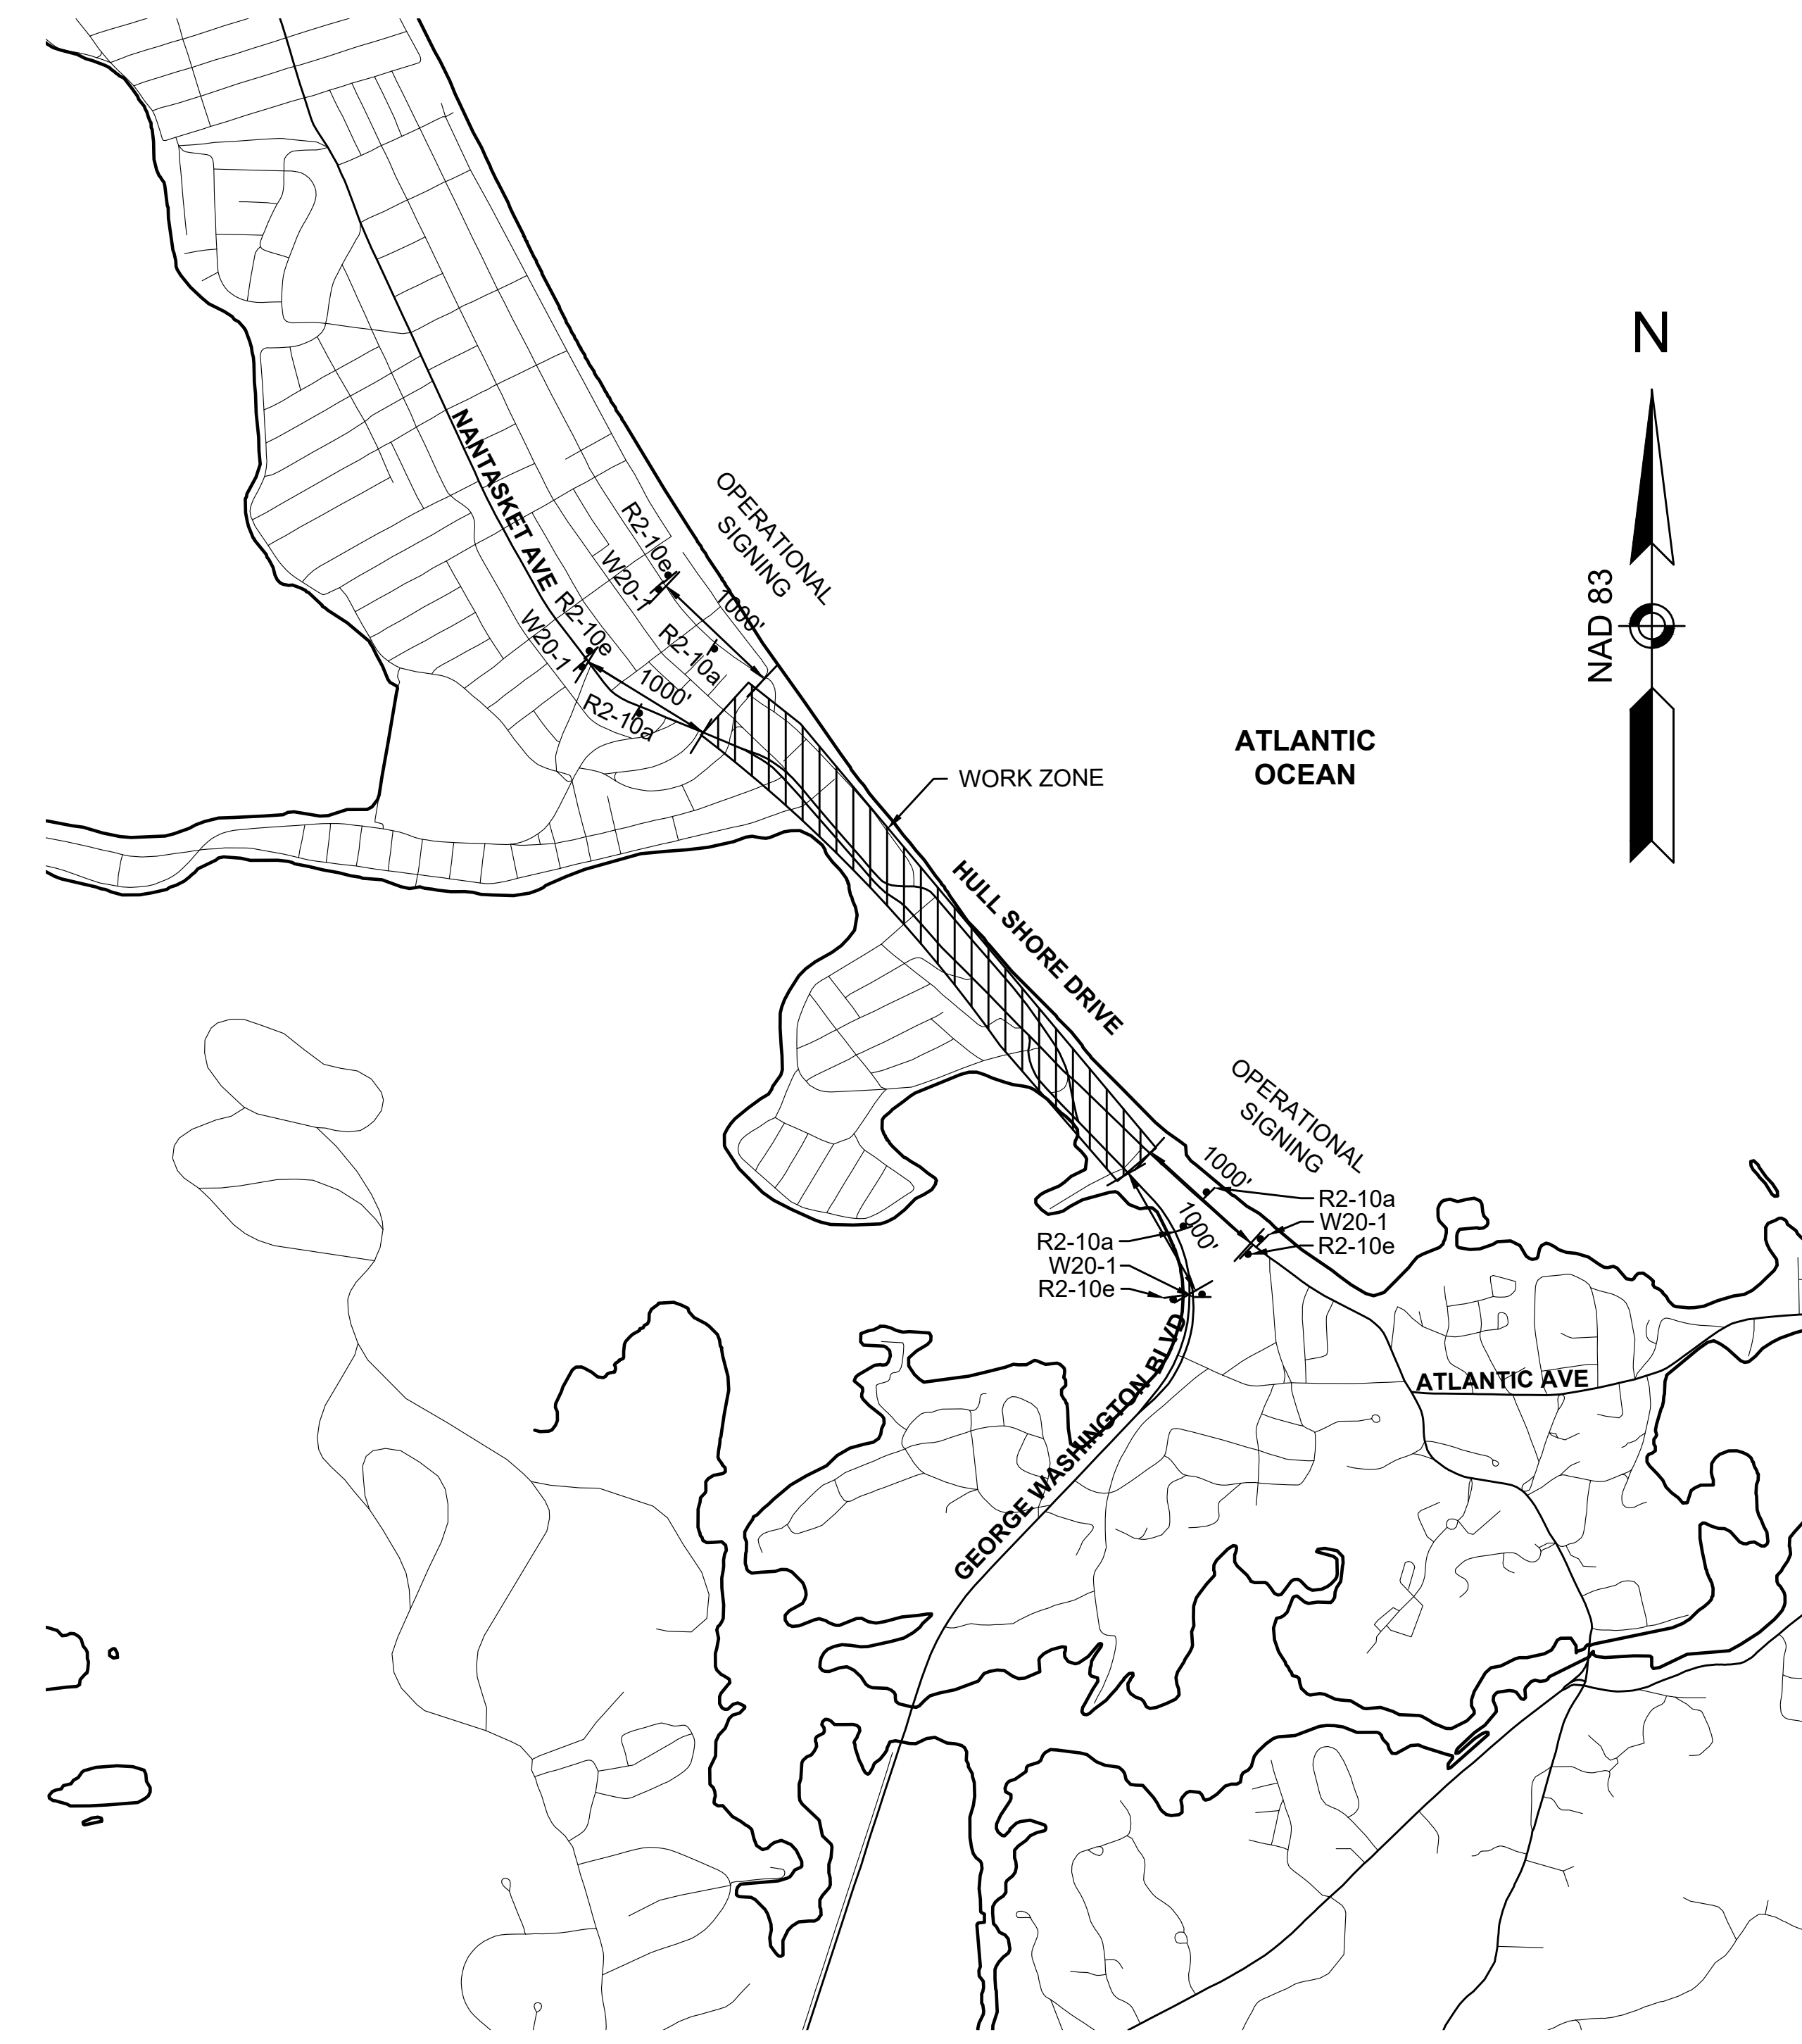 N
NAD 83
NANTASKET AVE
OPERATIONAL
SIGNING
R2-10e
W20-1
1000'
R2-10a
R2-10e
W20-1
1000'
R2-10a
ATLANTIC
OCEAN
WORK ZONE
HULL SHORE DRIVE
OPERATIONAL
SIGNING
1000'
R2-10a
W20-1
R2-10e
1000'
R2-10a
W20-1
R2-10e
GEORGE WASHINGTON BLVD
ATLANTIC AVE